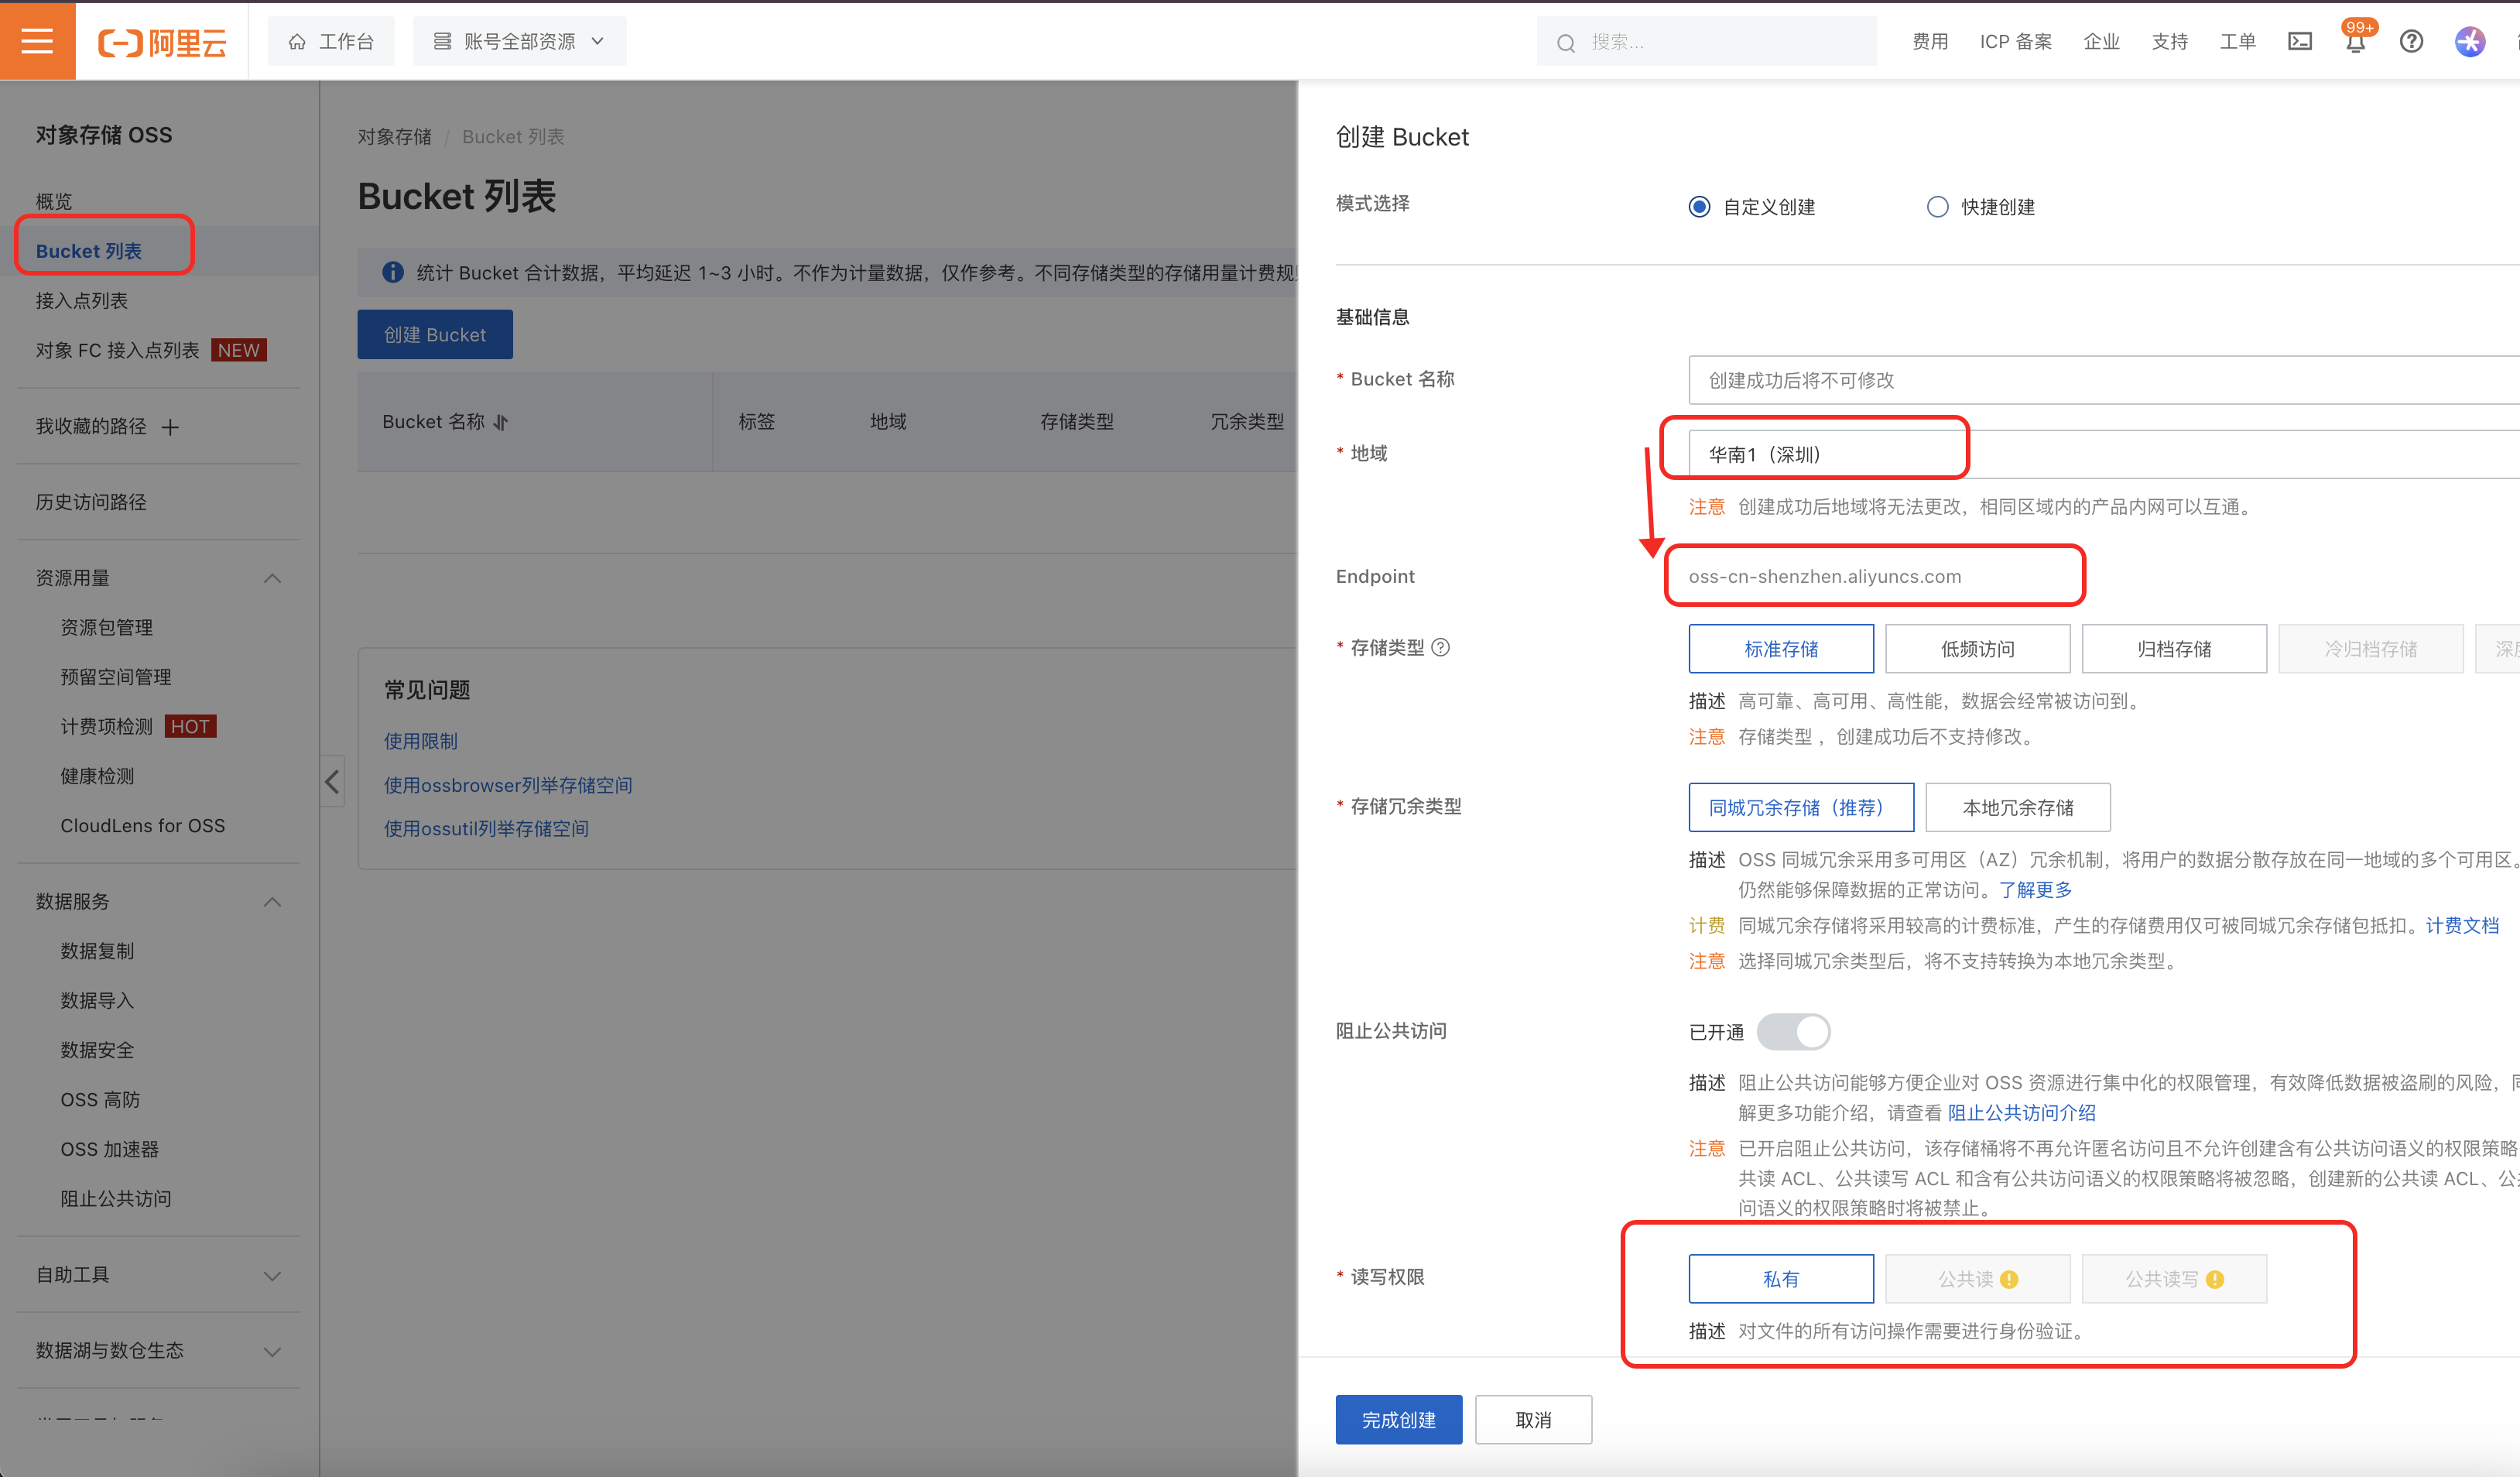 阿里云
工作台
账号全部资源
搜索...
费用
ICP 备案
企业
支持
工单
99+
对象存储 OSS
概览
Bucket 列表
接入点列表
对象 FC 接入点列表 NEW
我收藏的路径
历史访问路径
资源用量
资源包管理
预留空间管理
计费项检测 HOT
健康检测
CloudLens for OSS
数据服务
数据复制
数据导入
数据安全
OSS 高防
OSS 加速器
阻止公共访问
自助工具
数据湖与数仓生态
对象存储 / Bucket 列表
Bucket 列表
统计 Bucket 合计数据，平均延迟 1~3 小时。不作为计量数据，仅作参考。不同存储类型的存储用量计费规
创建 Bucket
Bucket 名称
标签
地域
存储类型
冗余类型
常见问题
使用限制
使用ossbrowser列举存储空间
使用ossutil列举存储空间
创建 Bucket
模式选择
自定义创建
快捷创建
基础信息
* Bucket 名称
创建成功后将不可修改
* 地域
华南1（深圳）
注意 创建成功后地域将无法更改，相同区域内的产品内网可以互通。
Endpoint
oss-cn-shenzhen.aliyuncs.com
* 存储类型
标准存储
低频访问
归档存储
冷归档存储
深
描述 高可靠、高可用、高性能，数据会经常被访问到。
注意 存储类型 ，创建成功后不支持修改。
* 存储冗余类型
同城冗余存储（推荐）
本地冗余存储
描述 OSS 同城冗余采用多可用区（AZ）冗余机制，将用户的数据分散存放在同一地域的多个可用区。
仍然能够保障数据的正常访问。了解更多
计费 同城冗余存储将采用较高的计费标准，产生的存储费用仅可被同城冗余存储包抵扣。计费文档
注意 选择同城冗余类型后，将不支持转换为本地冗余类型。
阻止公共访问
已开通
描述 阻止公共访问能够方便企业对 OSS 资源进行集中化的权限管理，有效降低数据被盗刷的风险，
解更多功能介绍，请查看 阻止公共访问介绍
注意 已开启阻止公共访问，该存储桶将不再允许匿名访问且不允许创建含有公共访问语义的权限策略
共读 ACL、公共读写 ACL 和含有公共访问语义的权限策略将被忽略，创建新的公共读 ACL、公
问语义的权限策略时将被禁止。
* 读写权限
私有
公共读
公共读写
描述 对文件的所有访问操作需要进行身份验证。
完成创建
取消